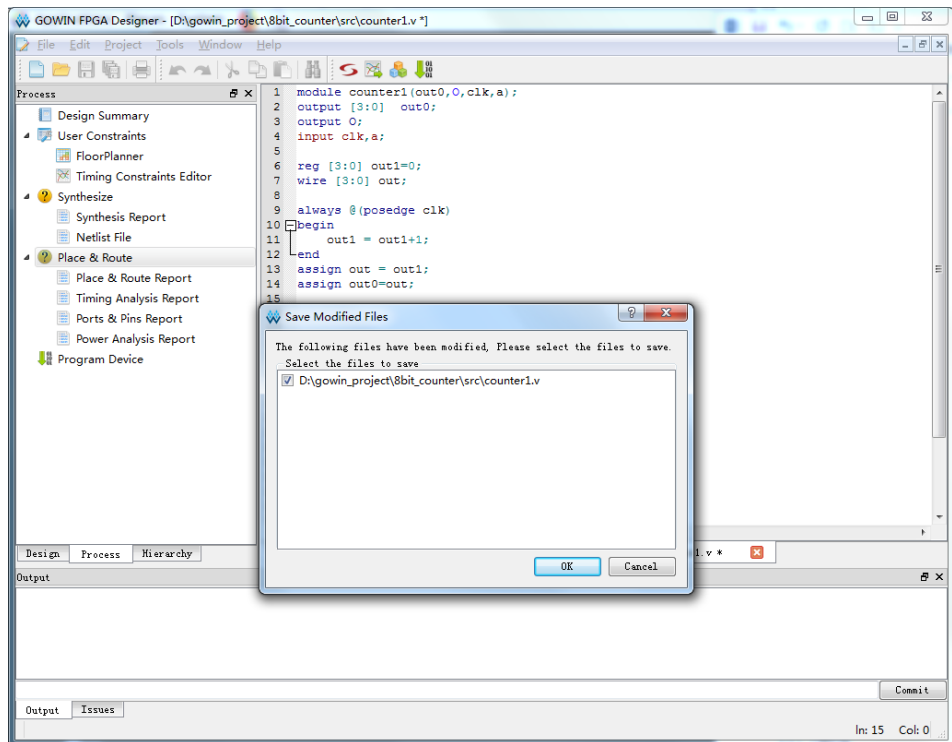 GOWIN FPGA Designer - [D:\gowin_project\8bit_counter\src\counter1.v *]
File Edit Project Tools Window Help
Process
Design Summary
User Constraints
FloorPlanner
Timing Constraints Editor
Synthesize
Synthesis Report
Netlist File
Place & Route
Place & Route Report
Timing Analysis Report
Ports & Pins Report
Power Analysis Report
Program Device
Design Process Hierarchy
1 module counter1(out0,O,clk,a);
2 output [3:0] out0;
3 output O;
4 input clk,a;
5
6 reg [3:0] out1=0;
7 wire [3:0] out;
8
9 always @(posedge clk)
10 begin
11 out1 = out1+1;
12 end
13 assign out = out1;
14 assign out0=out;
15
Save Modified Files
The following files have been modified, Please select the files to save.
Select the files to save
D:\gowin_project\8bit_counter\src\counter1.v
OK Cancel
1.v *
Output
Commit
Output Issues
ln: 15 Col: 0